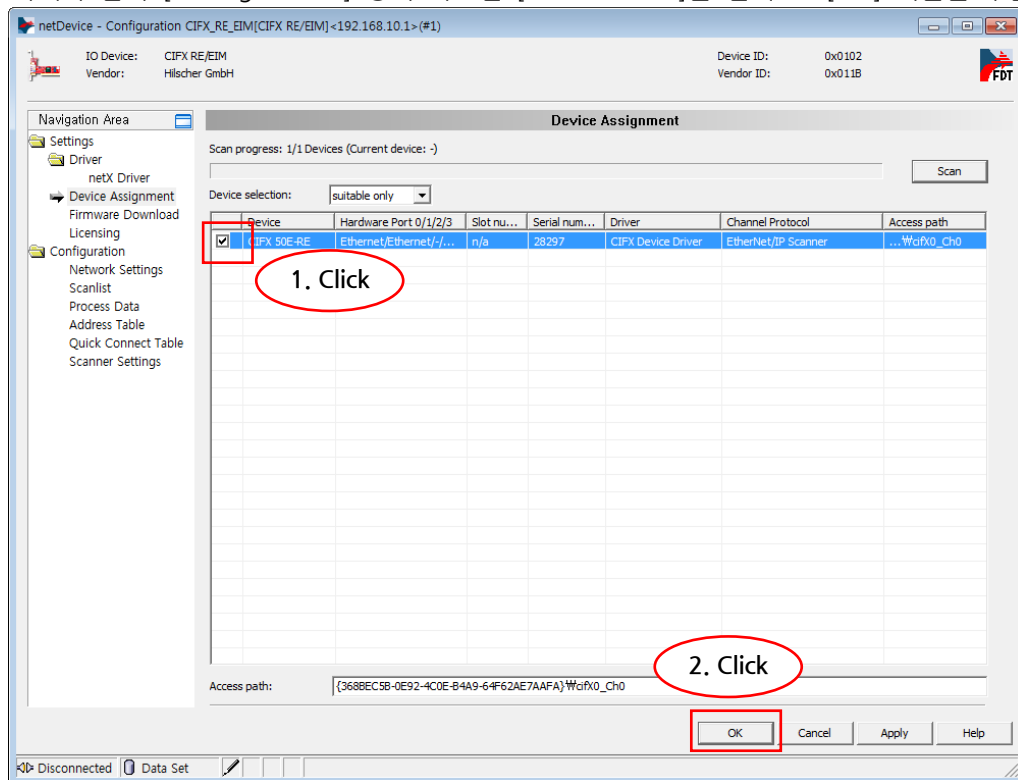 netDevice - Configuration CIFX_RE_EIM[CIFX RE/EIM]<192.168.10.1>(#1)
IO Device: CIFX RE/EIM Device ID: 0x0102
Vendor: Hilscher GmbH Vendor ID: 0x011B
FDT
Navigation Area
Device Assignment
Settings
Driver
netX Driver
Device Assignment
Firmware Download
Licensing
Configuration
Network Settings
Scanlist
Process Data
Address Table
Quick Connect Table
Scanner Settings
Scan progress: 1/1 Devices (Current device: -)
Scan
Device selection: suitable only
Device Hardware Port 0/1/2/3 Slot nu... Serial num... Driver Channel Protocol Access path
CIFX 50E-RE Ethernet/Ethernet/-/... n/a 28297 CIFX Device Driver EtherNet/IP Scanner ...₩cifX0_Ch0
1. Click
2. Click
Access path: {368BEC5B-0E92-4C0E-B4A9-64F62AE7AAFA}₩cifX0_Ch0
OK Cancel Apply Help
Disconnected Data Set